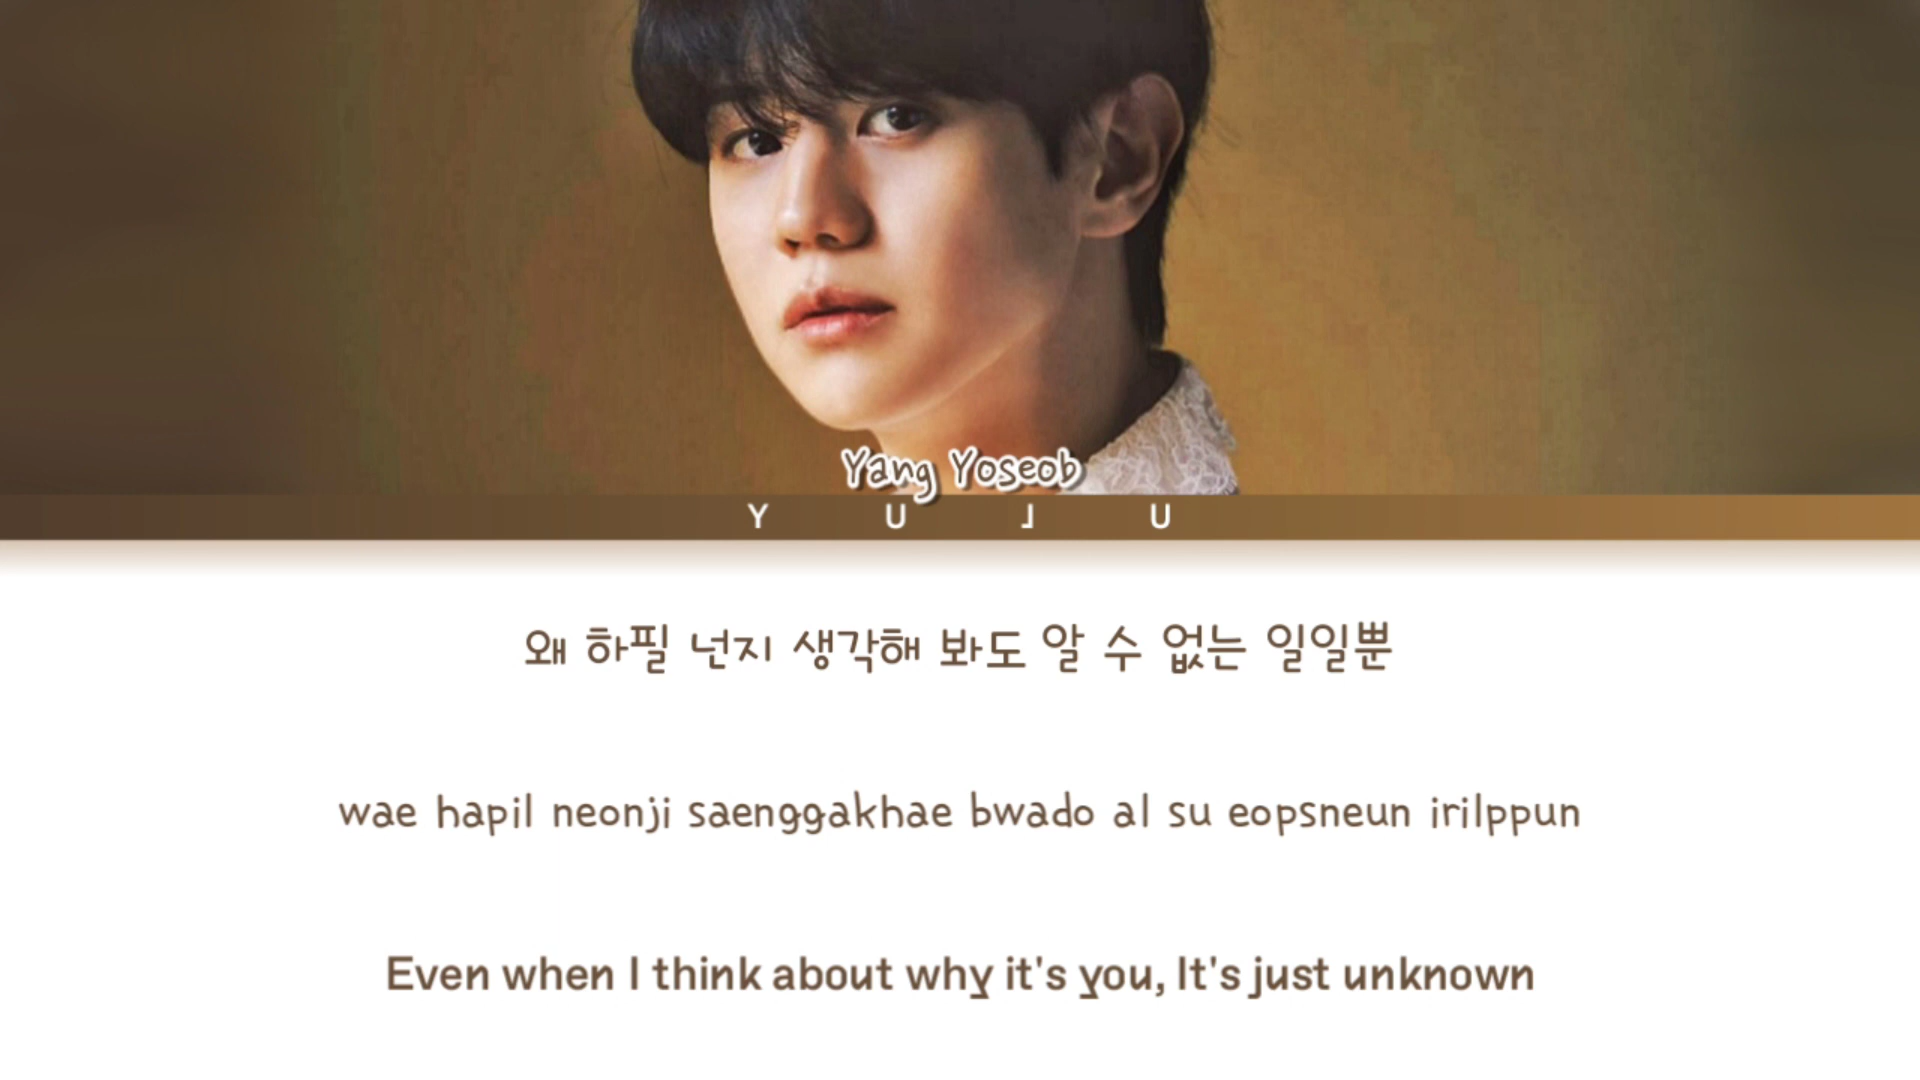 Yang Yoseob
YUJU
왜 하필 넌지 생각해 봐도 알 수 없는 일일뿐
wae hapil neonji saenggakhae bwado al su eopsneun irilppun
Even when I think about why it's you, It's just unknown